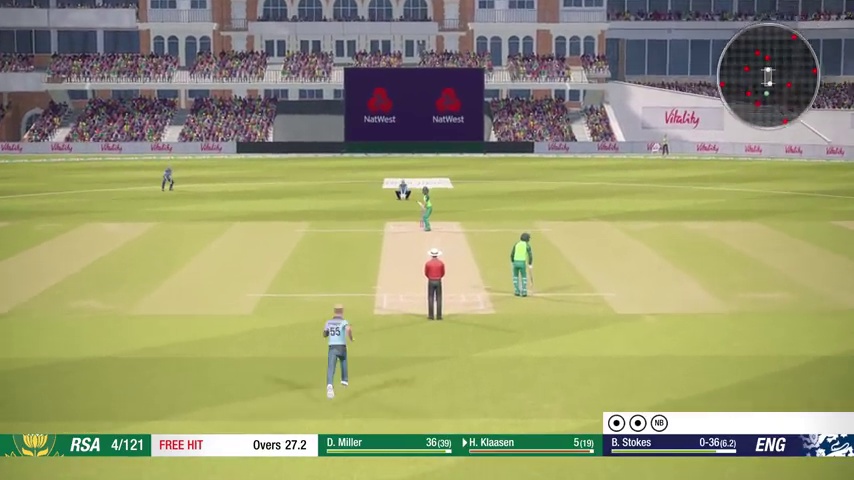 NatWest NatWest
Vitality
Vitality Vitality Vitality Vitality Vitality Vitality Vitality Vitality
55
NB
RSA 4/121 FREE HIT Overs 27.2 D. Miller 36(39) H. Klaasen 5(19) B. Stokes 0-36(6.2) ENG